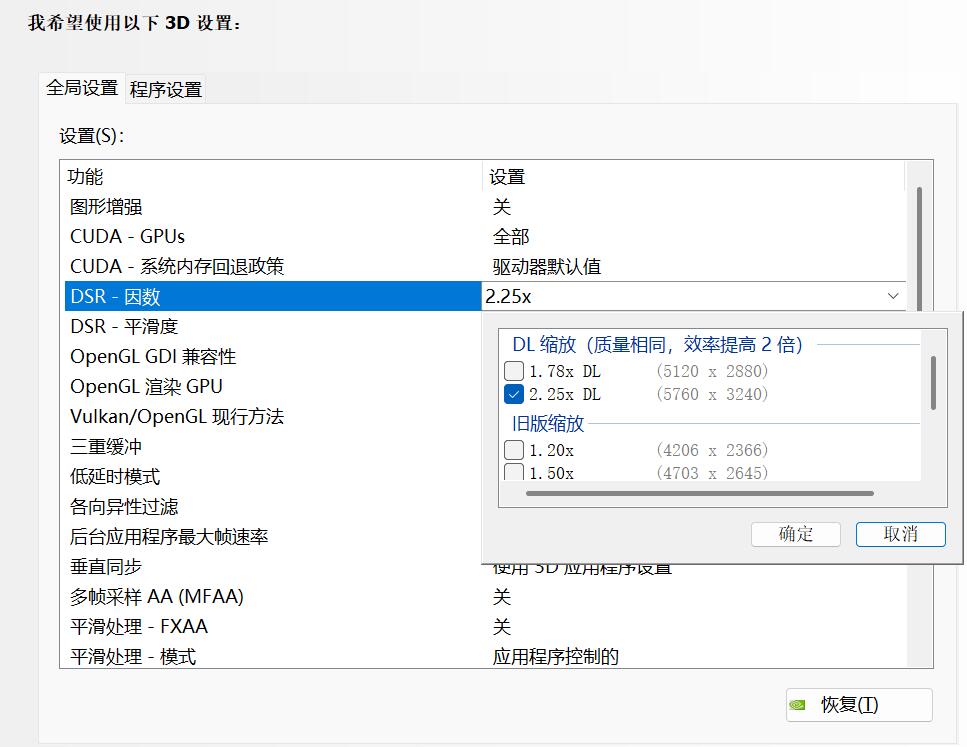 我希望使用以下 3D 设置：
全局设置 程序设置
设置(S)：
功能 设置
图形增强 关
CUDA - GPUs 全部
CUDA - 系统内存回退政策 驱动器默认值
DSR - 因数 2.25x
DSR - 平滑度
DL 缩放（质量相同，效率提高 2 倍）
OpenGL GDI 兼容性
1.78x DL (5120 x 2880)
OpenGL 渲染 GPU
2.25x DL (5760 x 3240)
Vulkan/OpenGL 现行方法
旧版缩放
三重缓冲
1.20x (4206 x 2366)
低延时模式
1.50x (4703 x 2645)
各向异性过滤
后台应用程序最大帧速率
确定 取消
垂直同步 使用 3D 应用程序设置
多帧采样 AA (MFAA) 关
平滑处理 - FXAA 关
平滑处理 - 模式 应用程序控制的
恢复(T)